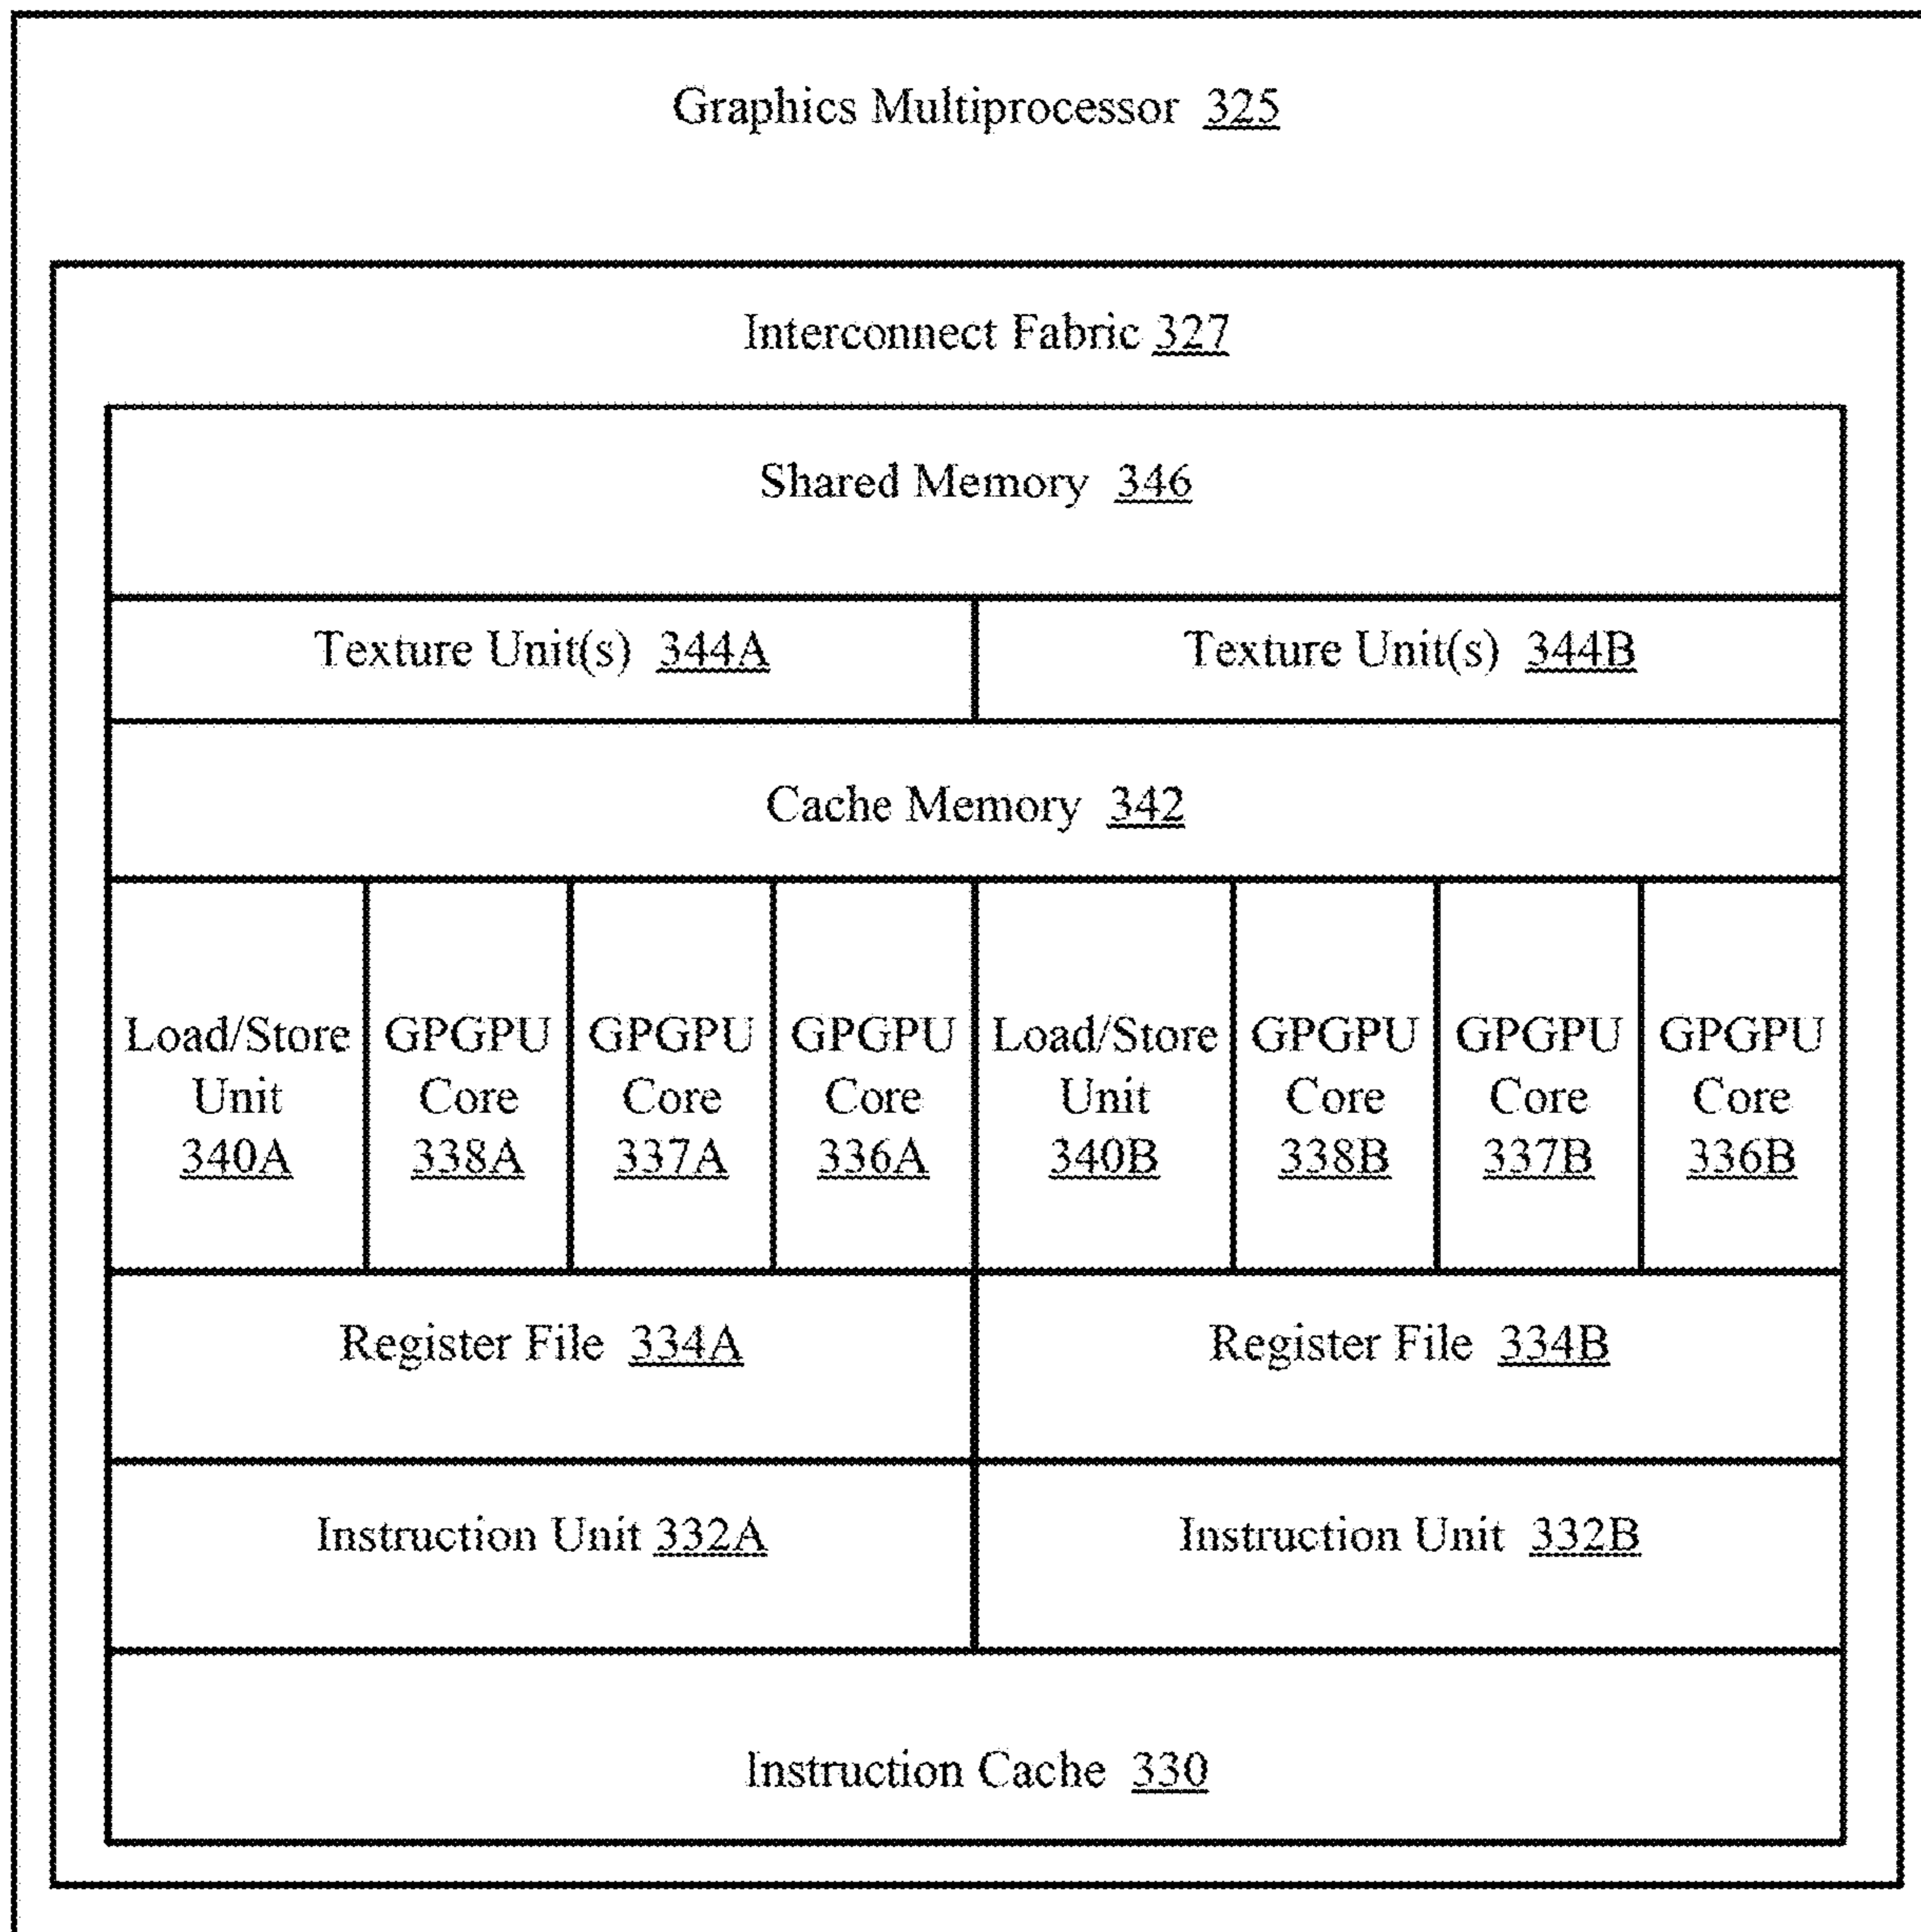 Graphics Multiprocessor 325
Interconnect Fabric 327
Shared Memory 346
Texture Unit(s) 344A
Texture Unit(s) 344B
Cache Memory 342
Load/Store
Unit
340A
GPGPU
Core
338A
GPGPU
Core
337A
GPGPU
Core
336A
Load/Store
Unit
340B
GPGPU
Core
338B
GPGPU
Core
337B
GPGPU
Core
336B
Register File 334A
Register File 334B
Instruction Unit 332A
Instruction Unit 332B
Instruction Cache 330